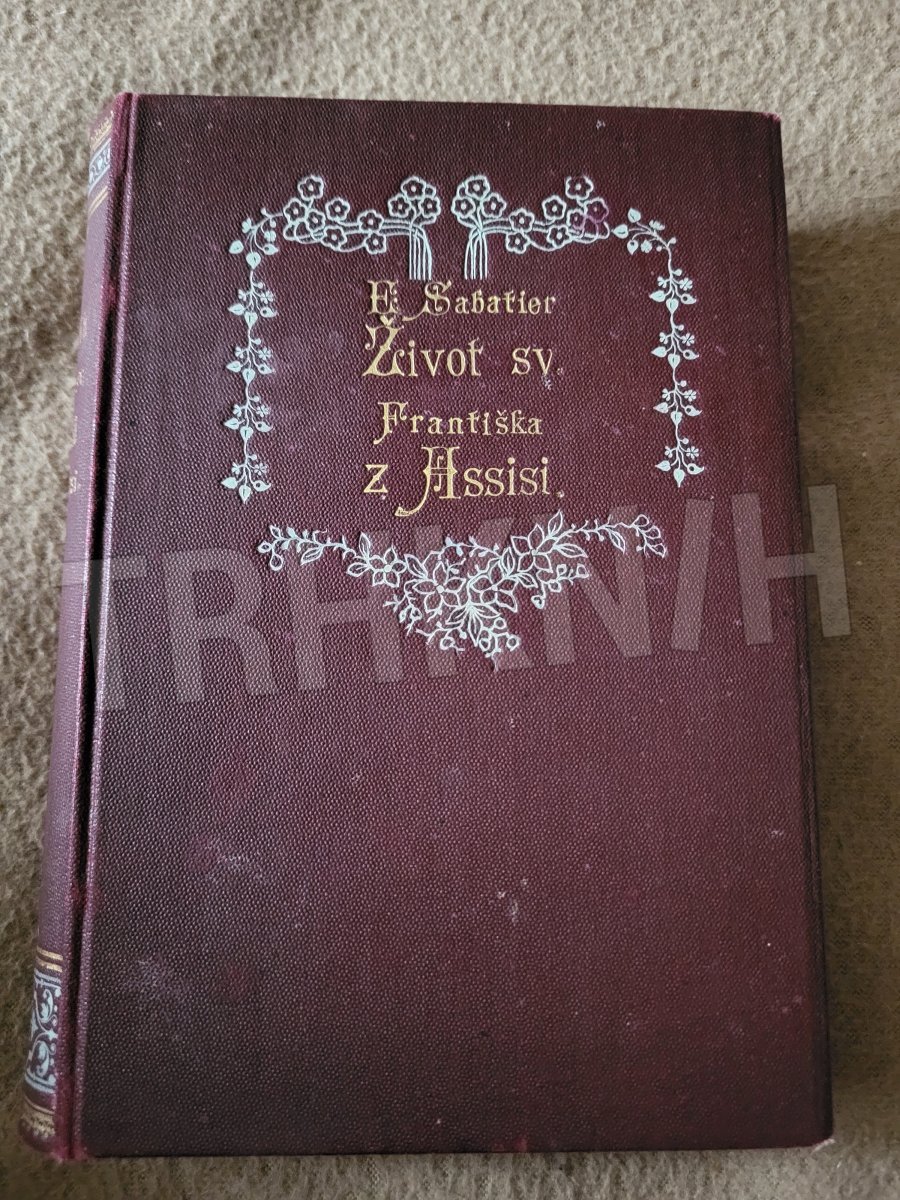 E. Sabatier
Život sv.
Františka
z Assisi.
TRHKNIH